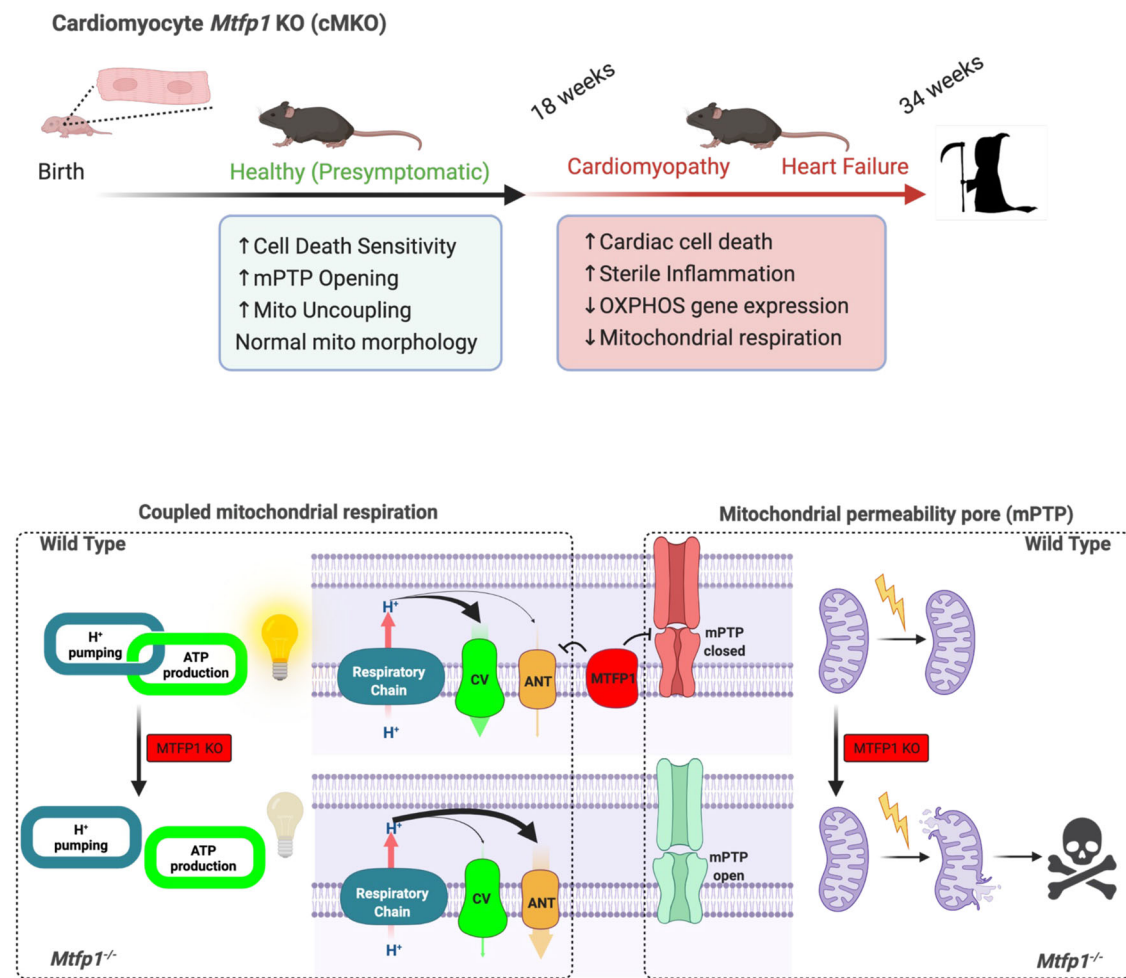 Cardiomyocyte Mtfp1 KO (cMKO)
18 weeks
34 weeks
Birth
Healthy (Presymptomatic)
Cardiomyopathy
Heart Failure
↑Cell Death Sensitivity
↑mPTP Opening
↑Mito Uncoupling
Normal mito morphology
↑Cardiac cell death
↑Sterile Inflammation
↓OXPHOS gene expression
↓Mitochondrial respiration
Coupled mitochondrial respiration
Mitochondrial permeability pore (mPTP)
Wild Type
Wild Type
H+
pumping
ATP
production
H+
Respiratory
Chain
CV
ANT
MTFP1
H+
mPTP
closed
MTFP1 KO
MTFP1 KO
H+
pumping
ATP
production
H+
Respiratory
Chain
CV
ANT
H+
mPTP
open
Mtfp1-/-
Mtfp1-/-